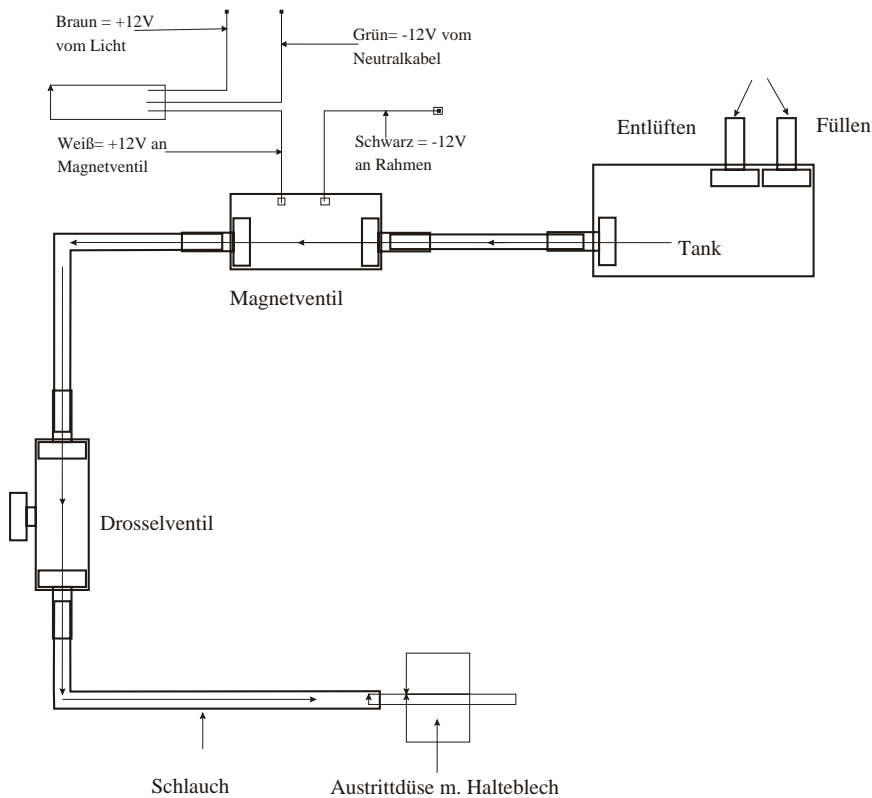 Braun = +12V
vom Licht
Grün= -12V vom
Neutralkabel
Weiß= +12V an
Magnetventil
Schwarz = -12V
an Rahmen
Entlüften
Füllen
Tank
Magnetventil
Drosselventil
Schlauch
Austrittdüse m. Halteblech